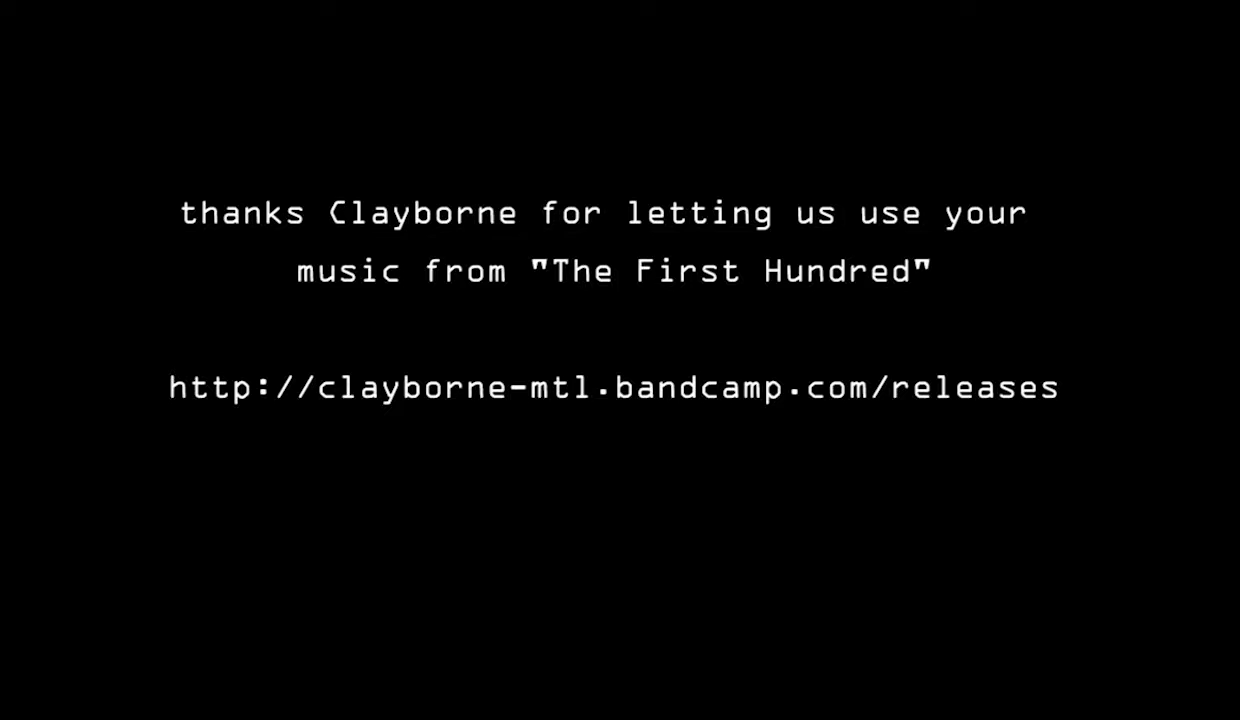 thanks Clayborne for letting us use your
music from "The First Hundred"
http://clayborne-mtl.bandcamp.com/releases